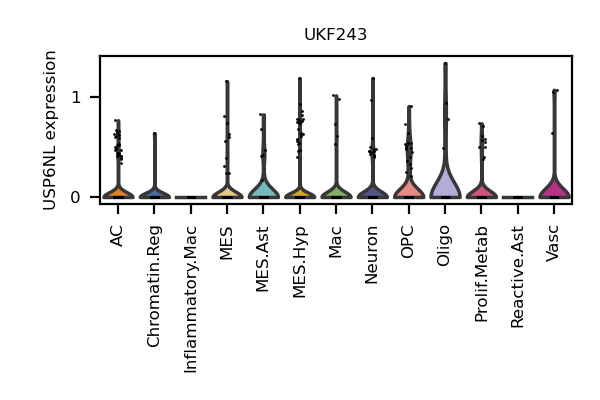 UKF243
USP6NL expression
1
0
AC
Chromatin.Reg
Inflammatory.Mac
MES
MES.Ast
MES.Hyp
Mac
Neuron
OPC
Oligo
Prolif.Metab
Reactive.Ast
Vasc